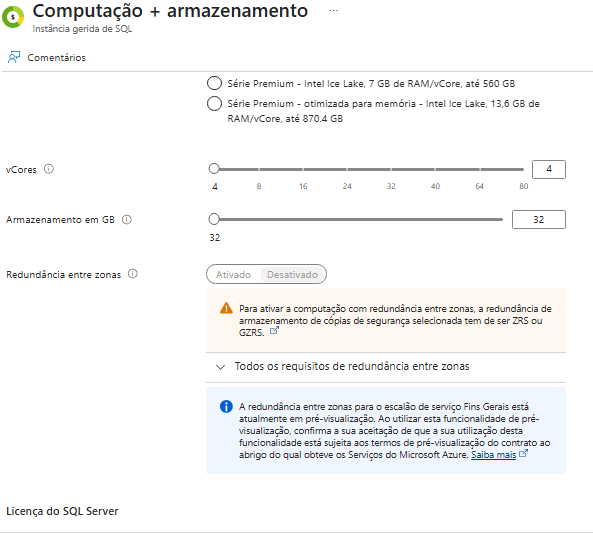 Computação + armazenamento ...
Instância gerida de SQL
Comentários
Série Premium - Intel Ice Lake, 7 GB de RAM/vCore, até 560 GB
Série Premium - otimizada para memória - Intel Ice Lake, 13,6 GB de
RAM/vCore, até 870.4 GB
vCores
4
4 8 16 24 32 40 64 80
Armazenamento em GB
32
32
Redundância entre zonas
Ativado Desativado
Para ativar a computação com redundância entre zonas, a redundância de
armazenamento de cópias de segurança selecionada tem de ser ZRS ou
GZRS.
Todos os requisitos de redundância entre zonas
A redundância entre zonas para o escalão de serviço Fins Gerais está
atualmente em pré-visualização. Ao utilizar esta funcionalidade de pré-
visualização, confirma a sua aceitação de que a sua utilização desta
funcionalidade está sujeita aos termos de pré-visualização do contrato ao
abrigo do qual obteve os Serviços do Microsoft Azure. Saiba mais
Licença do SQL Server